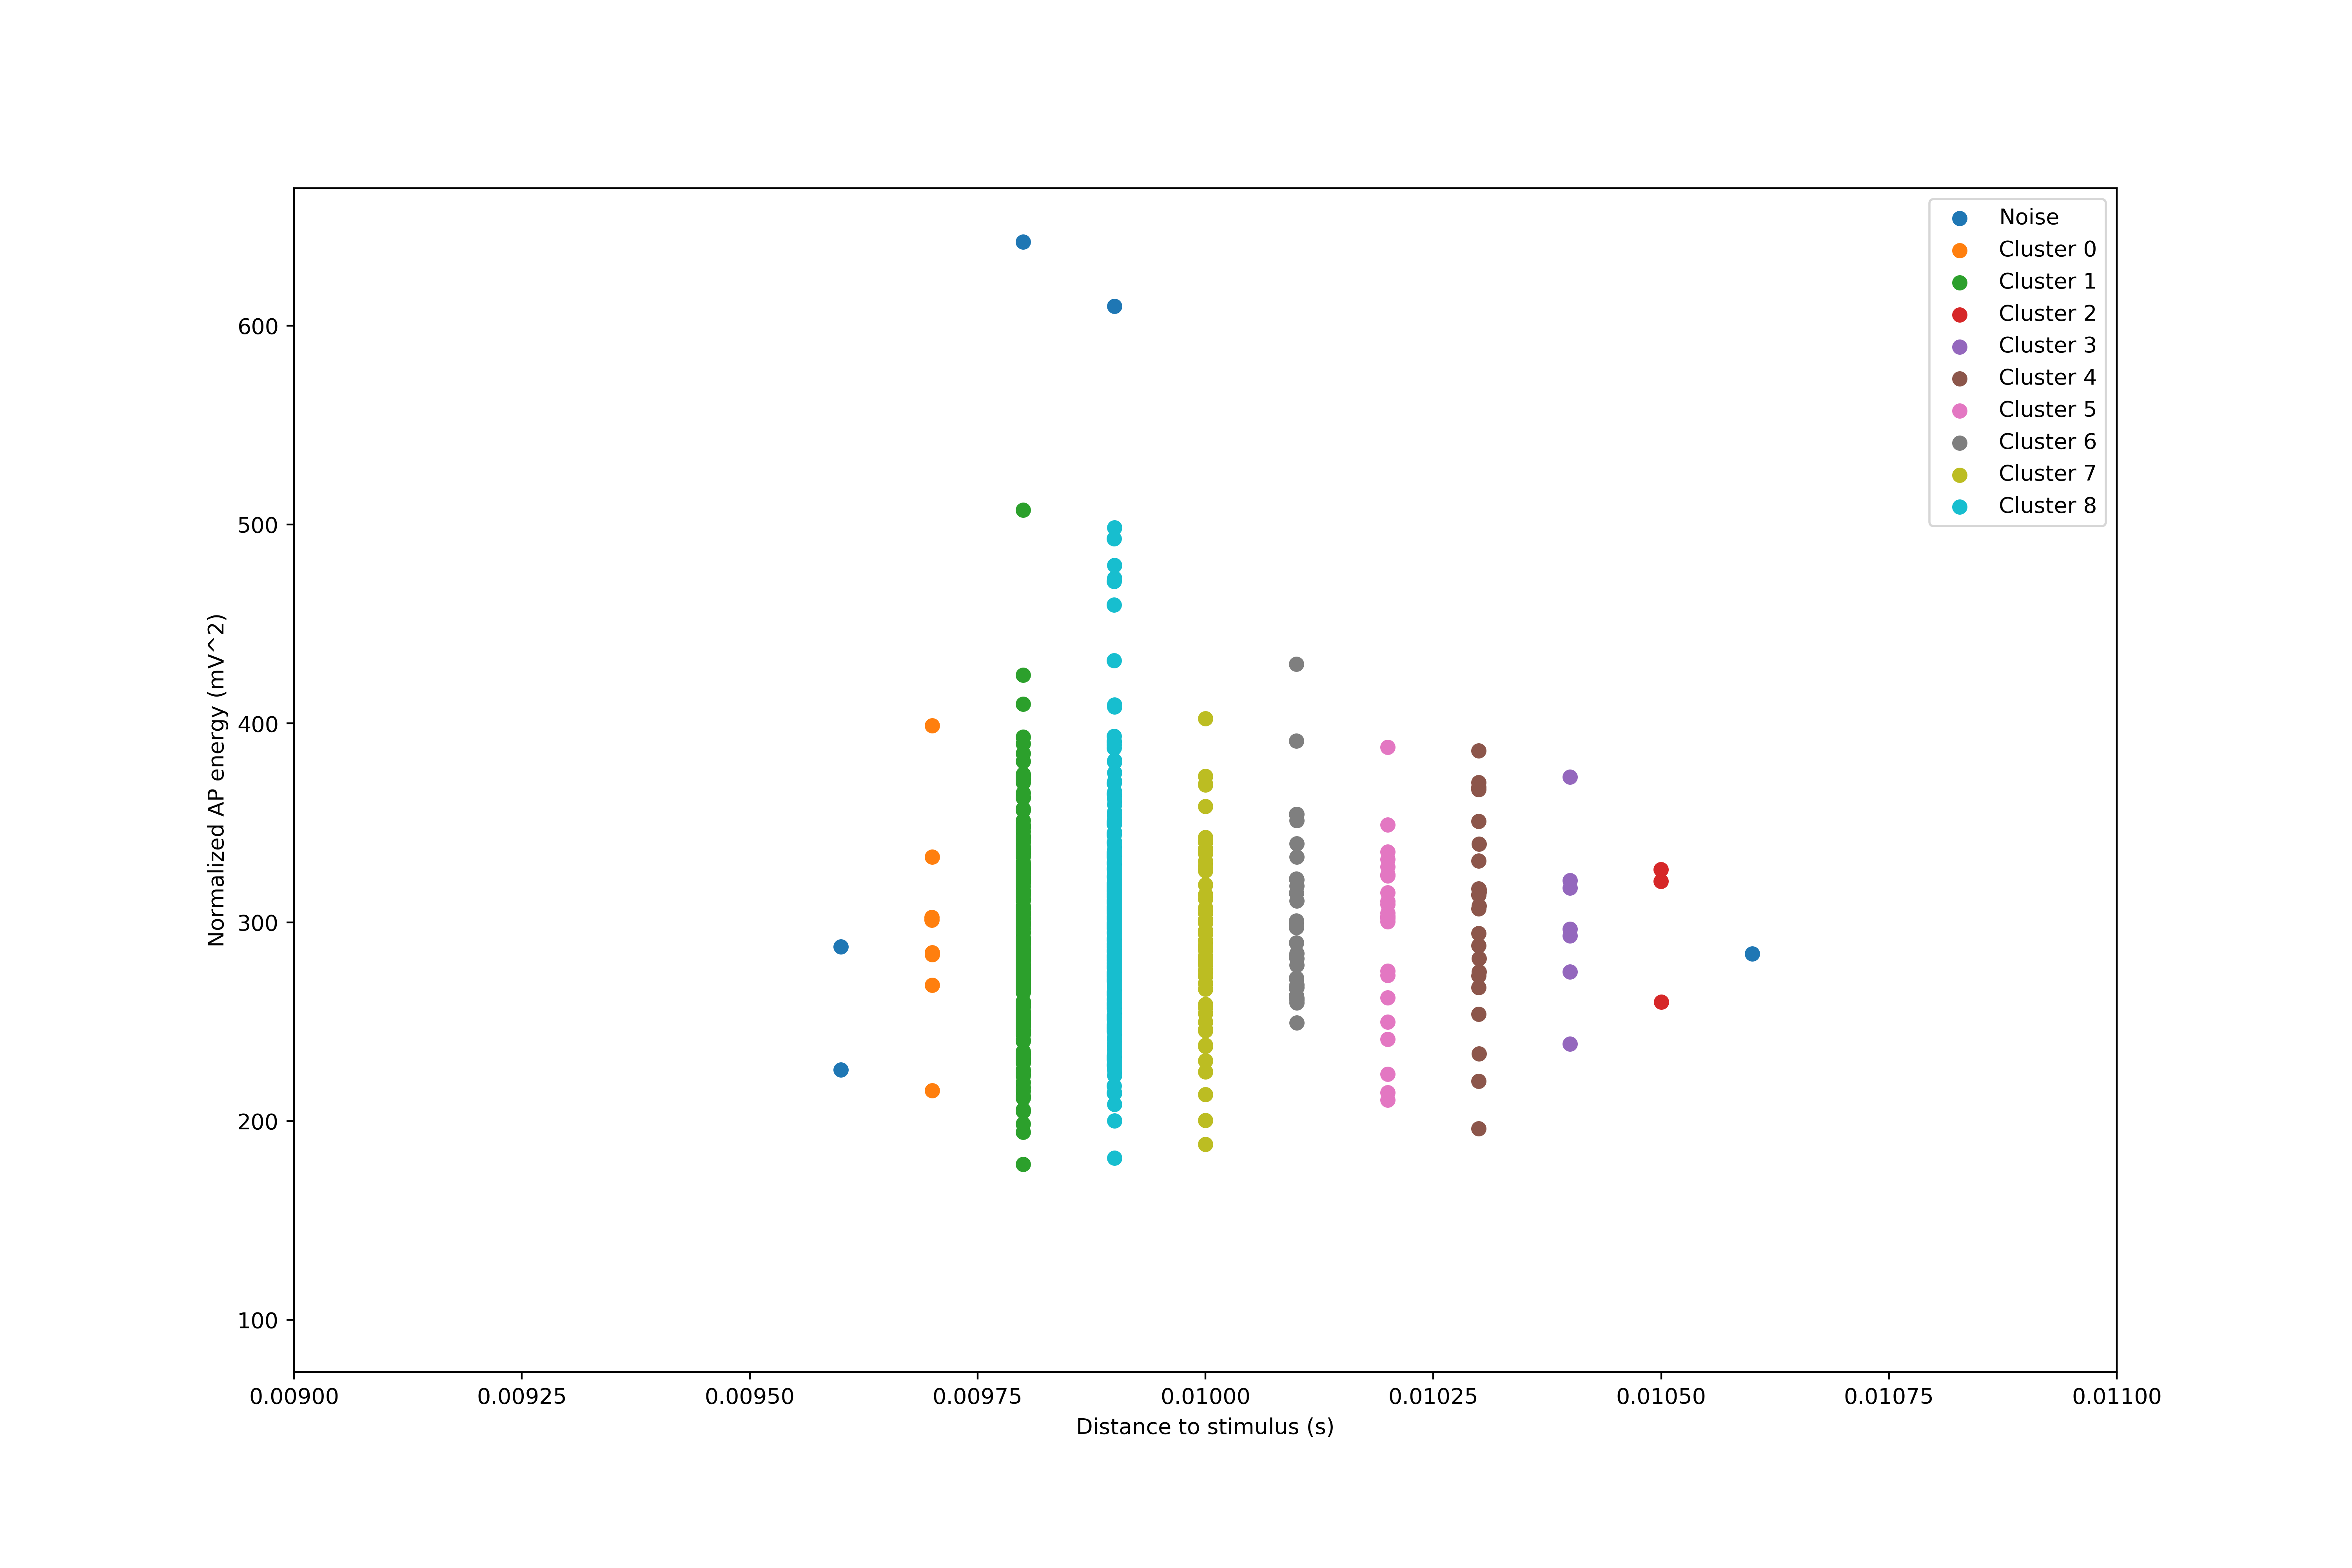 Noise
Cluster 0
Cluster 1
Cluster 2
Cluster 3
Cluster 4
Cluster 5
Cluster 6
Cluster 7
Cluster 8
600
500
400
300
200
100
Normalized AP energy (mV^2)
0.00900 0.00925 0.00950 0.00975 0.01000 0.01025 0.01050 0.01075 0.01100
Distance to stimulus (s)